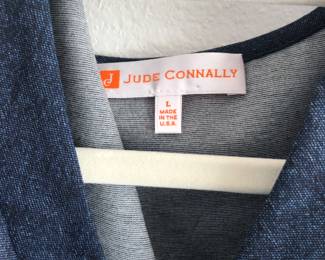 J JUDE CONNALLY
L
MADE
IN THE
U.S.A.